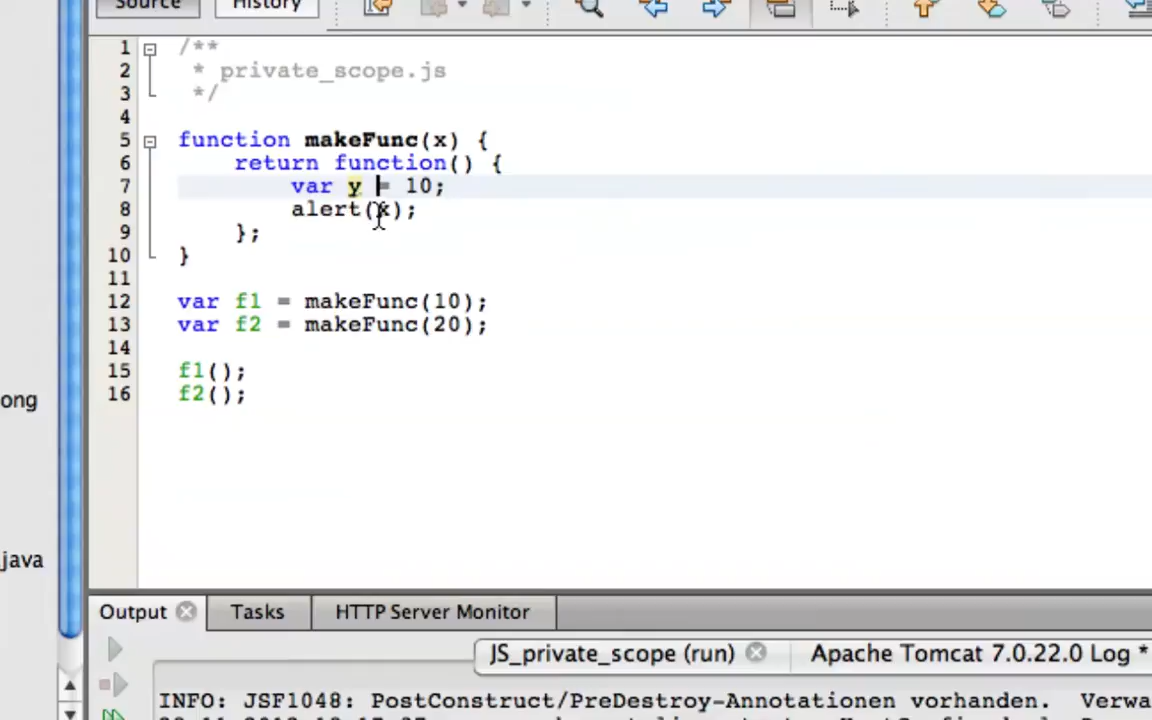 Source History
1 /**
2  * private_scope.js
3  */
4
5 function makeFunc(x) {
6     return function() {
7         var y = 10;
8         alert(x);
9     };
10 }
11
12 var f1 = makeFunc(10);
13 var f2 = makeFunc(20);
14
15 f1();
16 f2();
ong
java
Output Tasks HTTP Server Monitor
JS_private_scope (run) Apache Tomcat 7.0.22.0 Log *
INFO: JSF1048: PostConstruct/PreDestroy-Annotationen vorhanden. Verwa